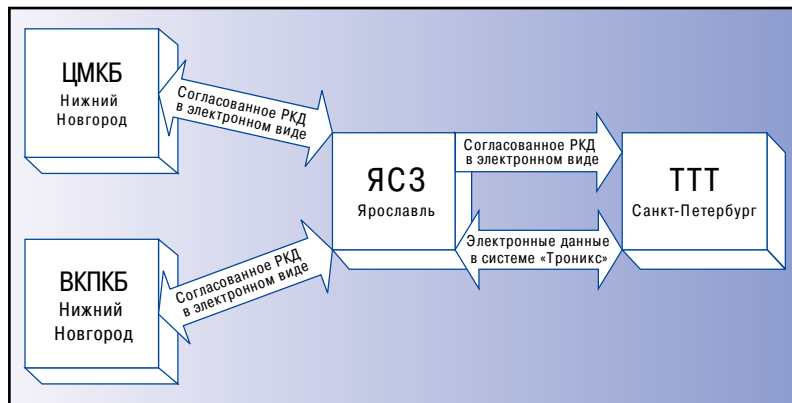 ЦМКБ
Нижний
Новгород
Согласованное РКД
в электронном виде
ЯСЗ
Ярославль
Согласованное РКД
в электронном виде
ТТТ
Санкт-Петербург
Электронные данные
в системе «Троникс»
ВКПКБ
Нижний
Новгород
Согласованное РКД
в электронном виде